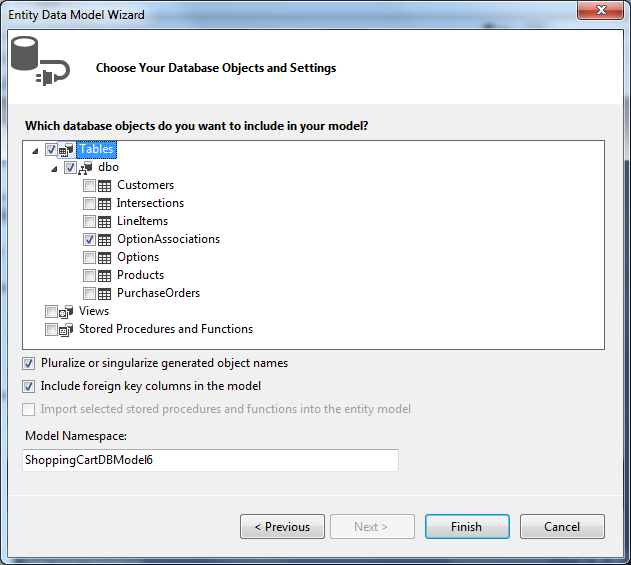 Entity Data Model Wizard
Choose Your Database Objects and Settings
Which database objects do you want to include in your model?
Tables
dbo
Customers
Intersections
LineItems
OptionAssociations
Options
Products
PurchaseOrders
Views
Stored Procedures and Functions
Pluralize or singularize generated object names
Include foreign key columns in the model
Import selected stored procedures and functions into the entity model
Model Namespace:
ShoppingCartDBModel6
< Previous
Next >
Finish
Cancel